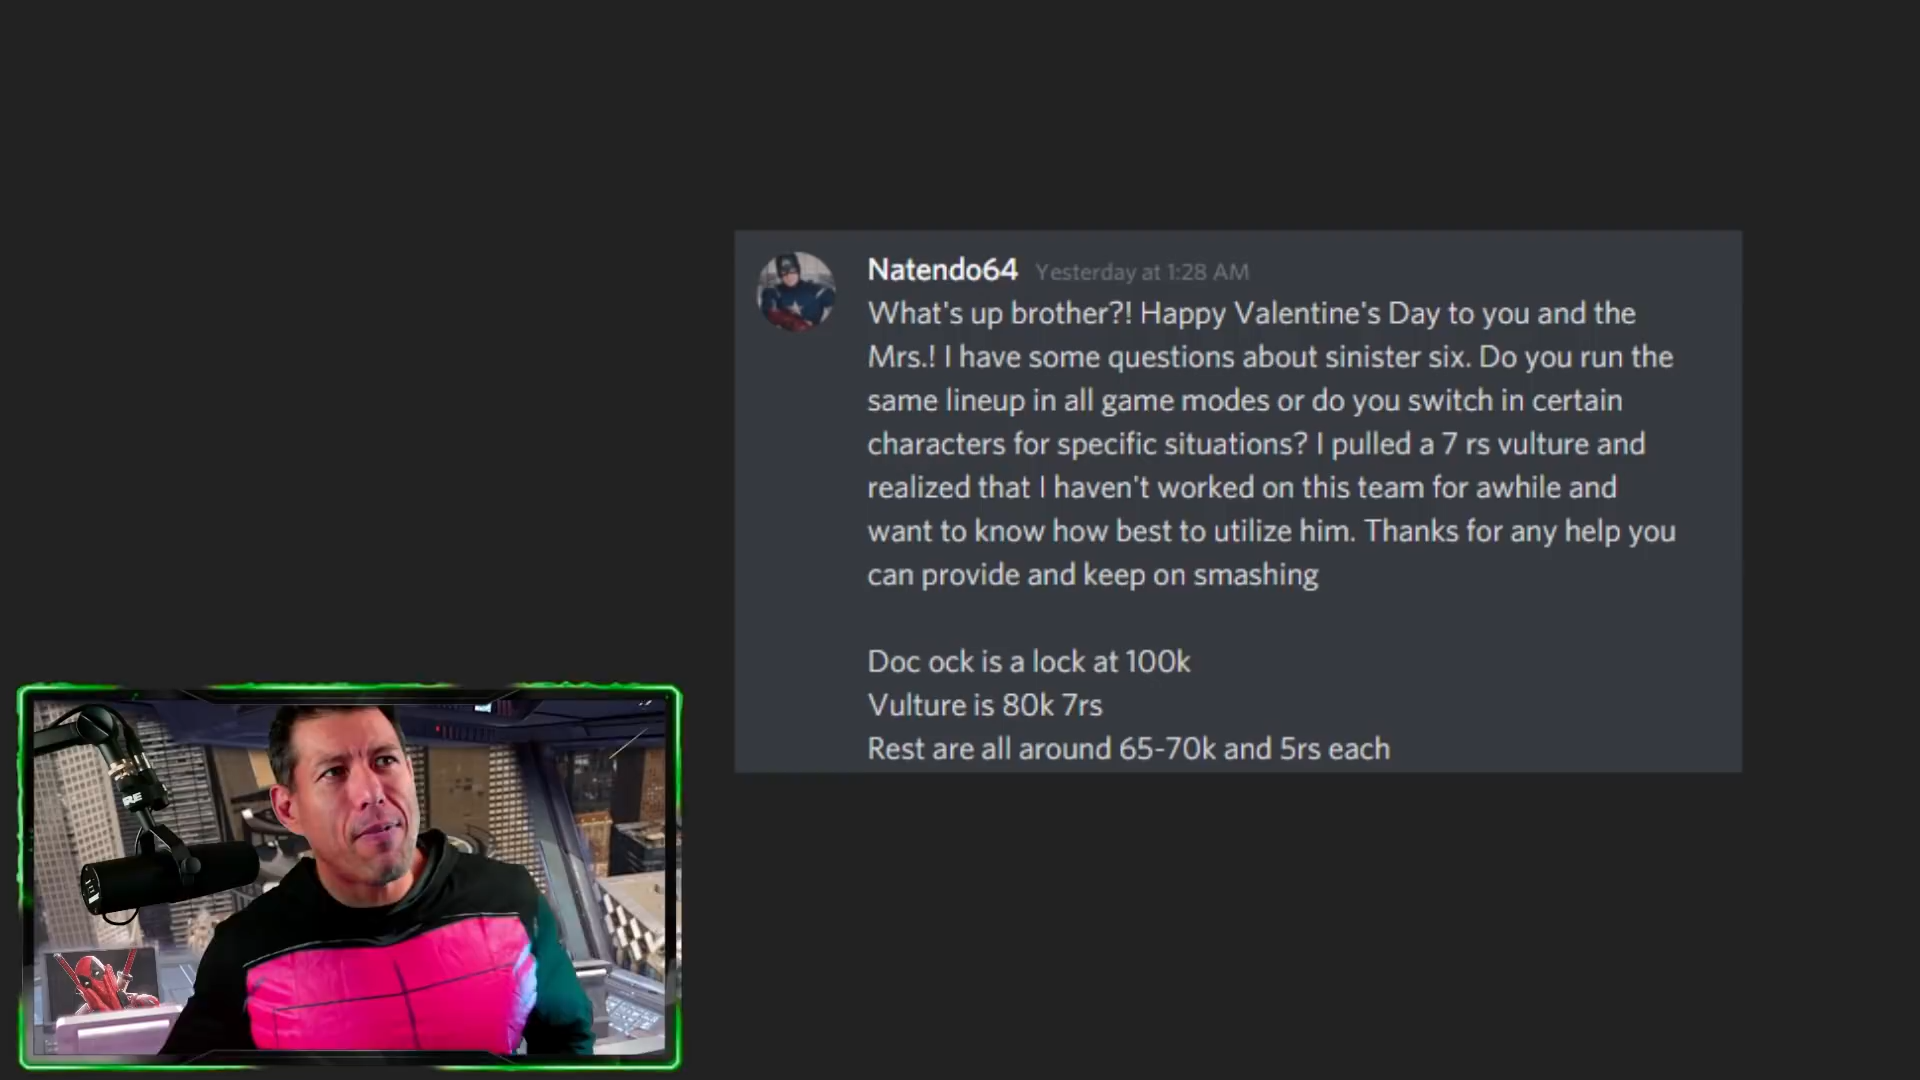 Natendo64 Yesterday at 1:28 AM
What's up brother?! Happy Valentine's Day to you and the
Mrs.! I have some questions about sinister six. Do you run the
same lineup in all game modes or do you switch in certain
characters for specific situations? I pulled a 7 rs vulture and
realized that I haven't worked on this team for awhile and
want to know how best to utilize him. Thanks for any help you
can provide and keep on smashing
Doc ock is a lock at 100k
Vulture is 80k 7rs
Rest are all around 65-70k and 5rs each